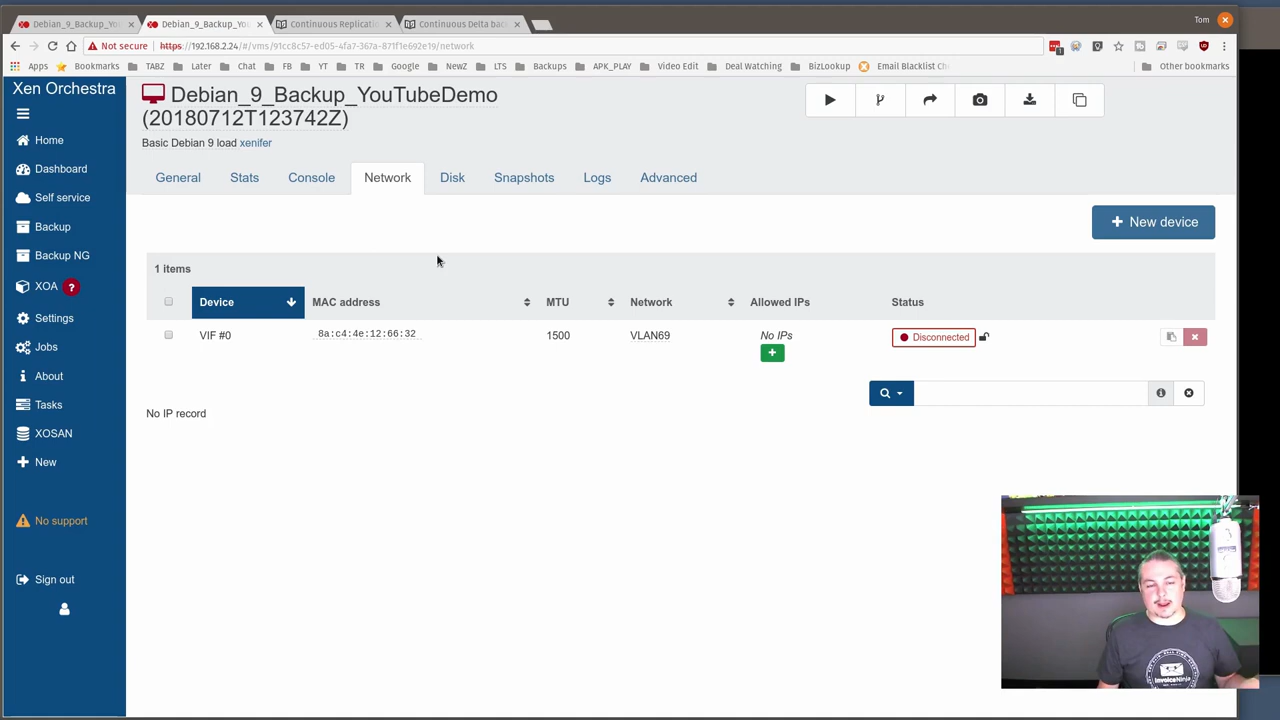 Debian_9_Backup_Yo
Debian_9_Backup_You
Continuous Replicati
Continuous Delta bac
Tom
Not secure
https://192.168.2.24/#/vms/91cc8c57-ed05-4fa7-367a-871f1e692e19/network
Apps
Bookmarks
TABZ
Later
Chat
FB
YT
TR
Google
NewZ
LTS
Backups
APK_PLAY
Video Edit
Deal Watching
BizLookup
Email Blacklist Ch
Other bookmarks
Xen Orchestra
Home
Dashboard
Self service
Backup
Backup NG
XOA ?
Settings
Jobs
About
Tasks
XOSAN
New
No support
Sign out
Debian_9_Backup_YouTubeDemo
(20180712T123742Z)
Basic Debian 9 load xenifer
General
Stats
Console
Network
Disk
Snapshots
Logs
Advanced
New device
1 items
Device
MAC address
MTU
Network
Allowed IPs
Status
VIF #0
8a:c4:4e:12:66:32
1500
VLAN69
No IPs
Disconnected
No IP record
InvoiceNinja